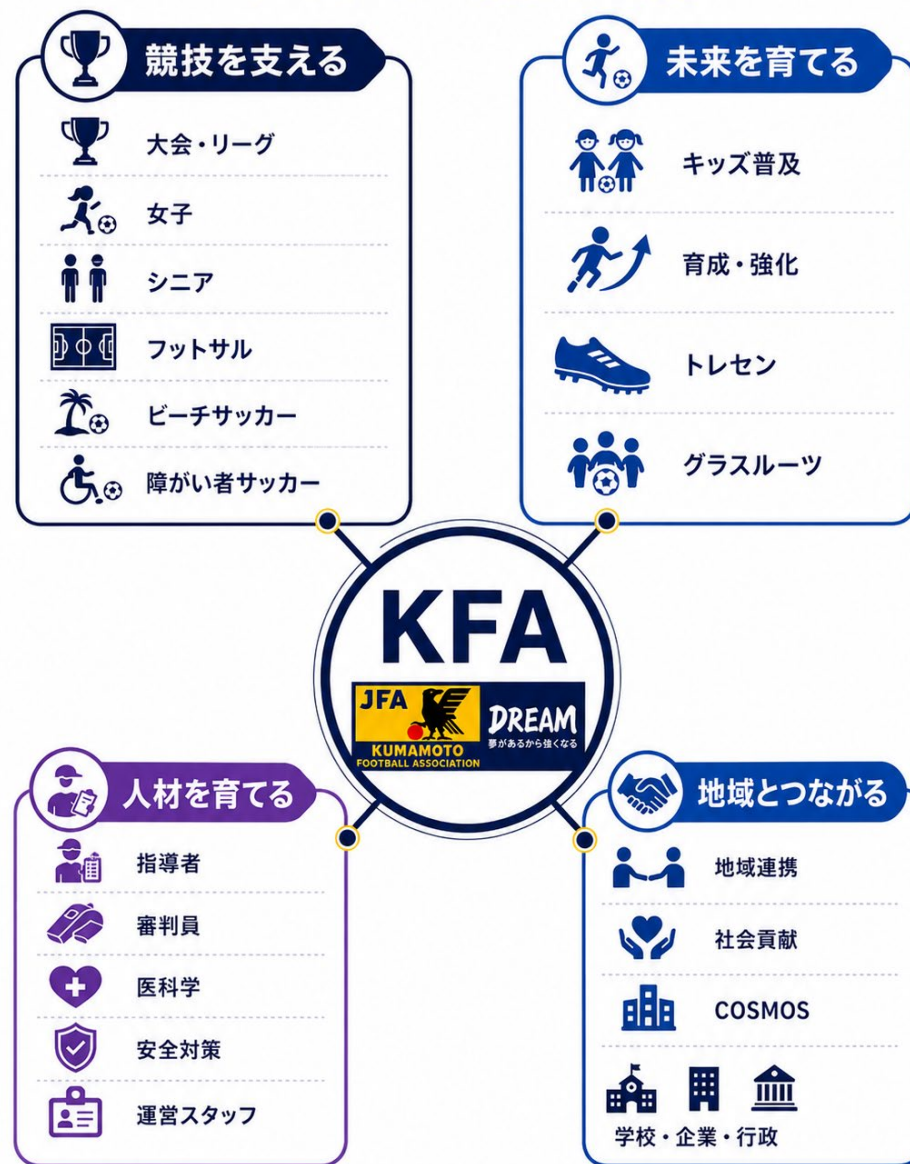 競技を支える
大会・リーグ
女子
シニア
フットサル
ビーチサッカー
障がい者サッカー
未来を育てる
キッズ普及
育成・強化
トレセン
グラスルーツ
KFA
JFA
KUMAMOTO
FOOTBALL ASSOCIATION
DREAM
夢があるから強くなる
人材を育てる
指導者
審判員
医科学
安全対策
運営スタッフ
地域とつながる
地域連携
社会貢献
COSMOS
学校・企業・行政